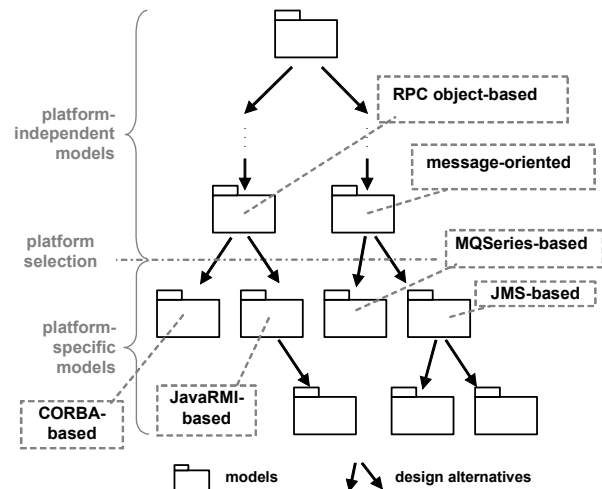 RPC object-based
platform-
independent
models
message-oriented
platform
selection
MQSeries-based
JMS-based
platform-
specific
models
JavaRMI-
based
CORBA-
based
models
design alternatives